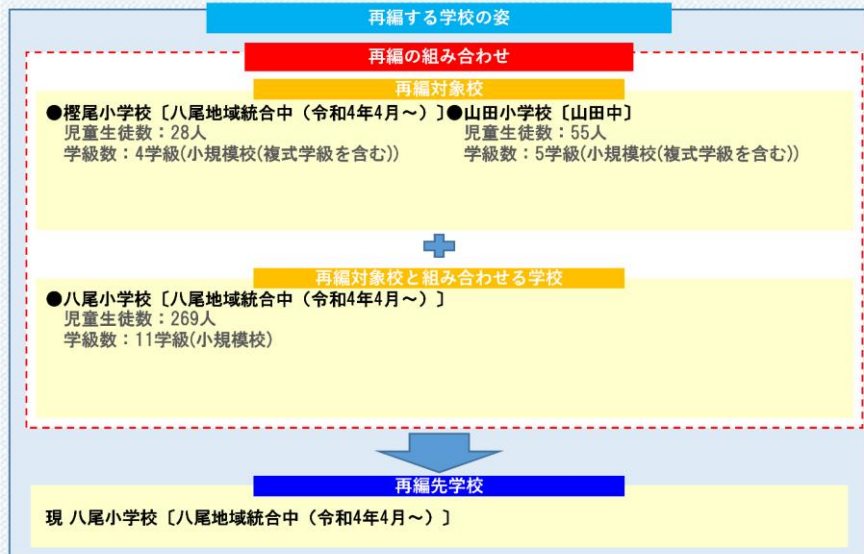 再編する学校の姿
再編の組み合わせ
再編対象校
●樫尾小学校〔八尾地域統合中（令和4年4月～）〕
児童生徒数：28人
学級数：4学級(小規模校(複式学級を含む))
●山田小学校〔山田中〕
児童生徒数：55人
学級数：5学級(小規模校(複式学級を含む))
再編対象校と組み合わせる学校
●八尾小学校〔八尾地域統合中（令和4年4月～）〕
児童生徒数：269人
学級数：11学級(小規模校)
再編先学校
現 八尾小学校〔八尾地域統合中（令和4年4月～）〕